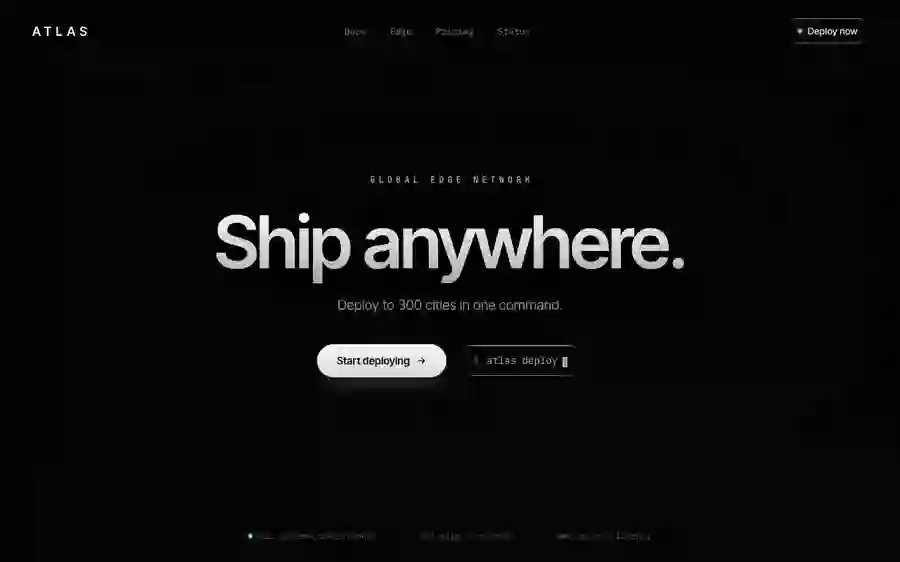 ATLAS
Docs Edge Pricing Status
Deploy now
GLOBAL EDGE NETWORK
Ship anywhere.
Deploy to 300 cities in one command.
Start deploying →
atlas deploy